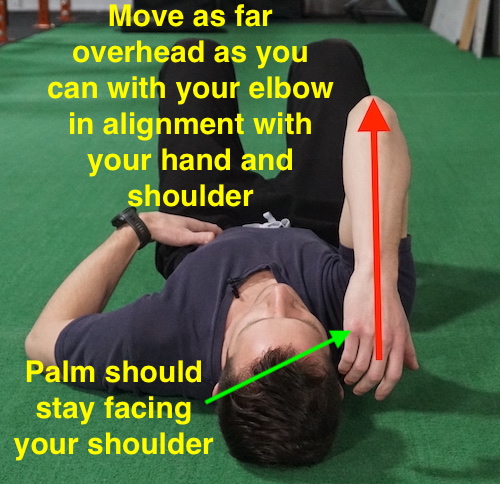 Move as far
overhead as you
can with your elbow
in alignment with
your hand and
shoulder
Palm should
stay facing
your shoulder